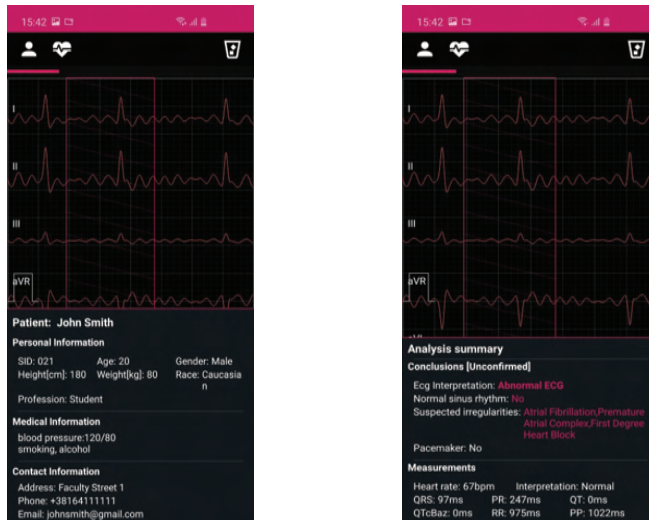 15:42
I
II
III
aVR
Patient: John Smith
Personal Information
SID: 021 Age: 20 Gender: Male
Height[cm]: 180 Weight[kg]: 80 Race: Caucasia
n
Profession: Student
Medical Information
blood pressure:120/80
smoking, alcohol
Contact Information
Address: Faculty Street 1
Phone: +38164111111
Email: johnsmith@gmail.com
15:42
I
II
III
aVR
aVL
Analysis summary
Conclusions [Unconfirmed]
Ecg Interpretation: Abnormal ECG
Normal sinus rhythm: No
Suspected irregularities: Atrial Fibrillation,Premature
Atrial Complex,First Degree
Heart Block
Pacemaker: No
Measurements
Heart rate: 67bpm Interpretation: Normal
QRS: 97ms PR: 247ms QT: 0ms
QTcBaz: 0ms RR: 975ms PP: 1022ms